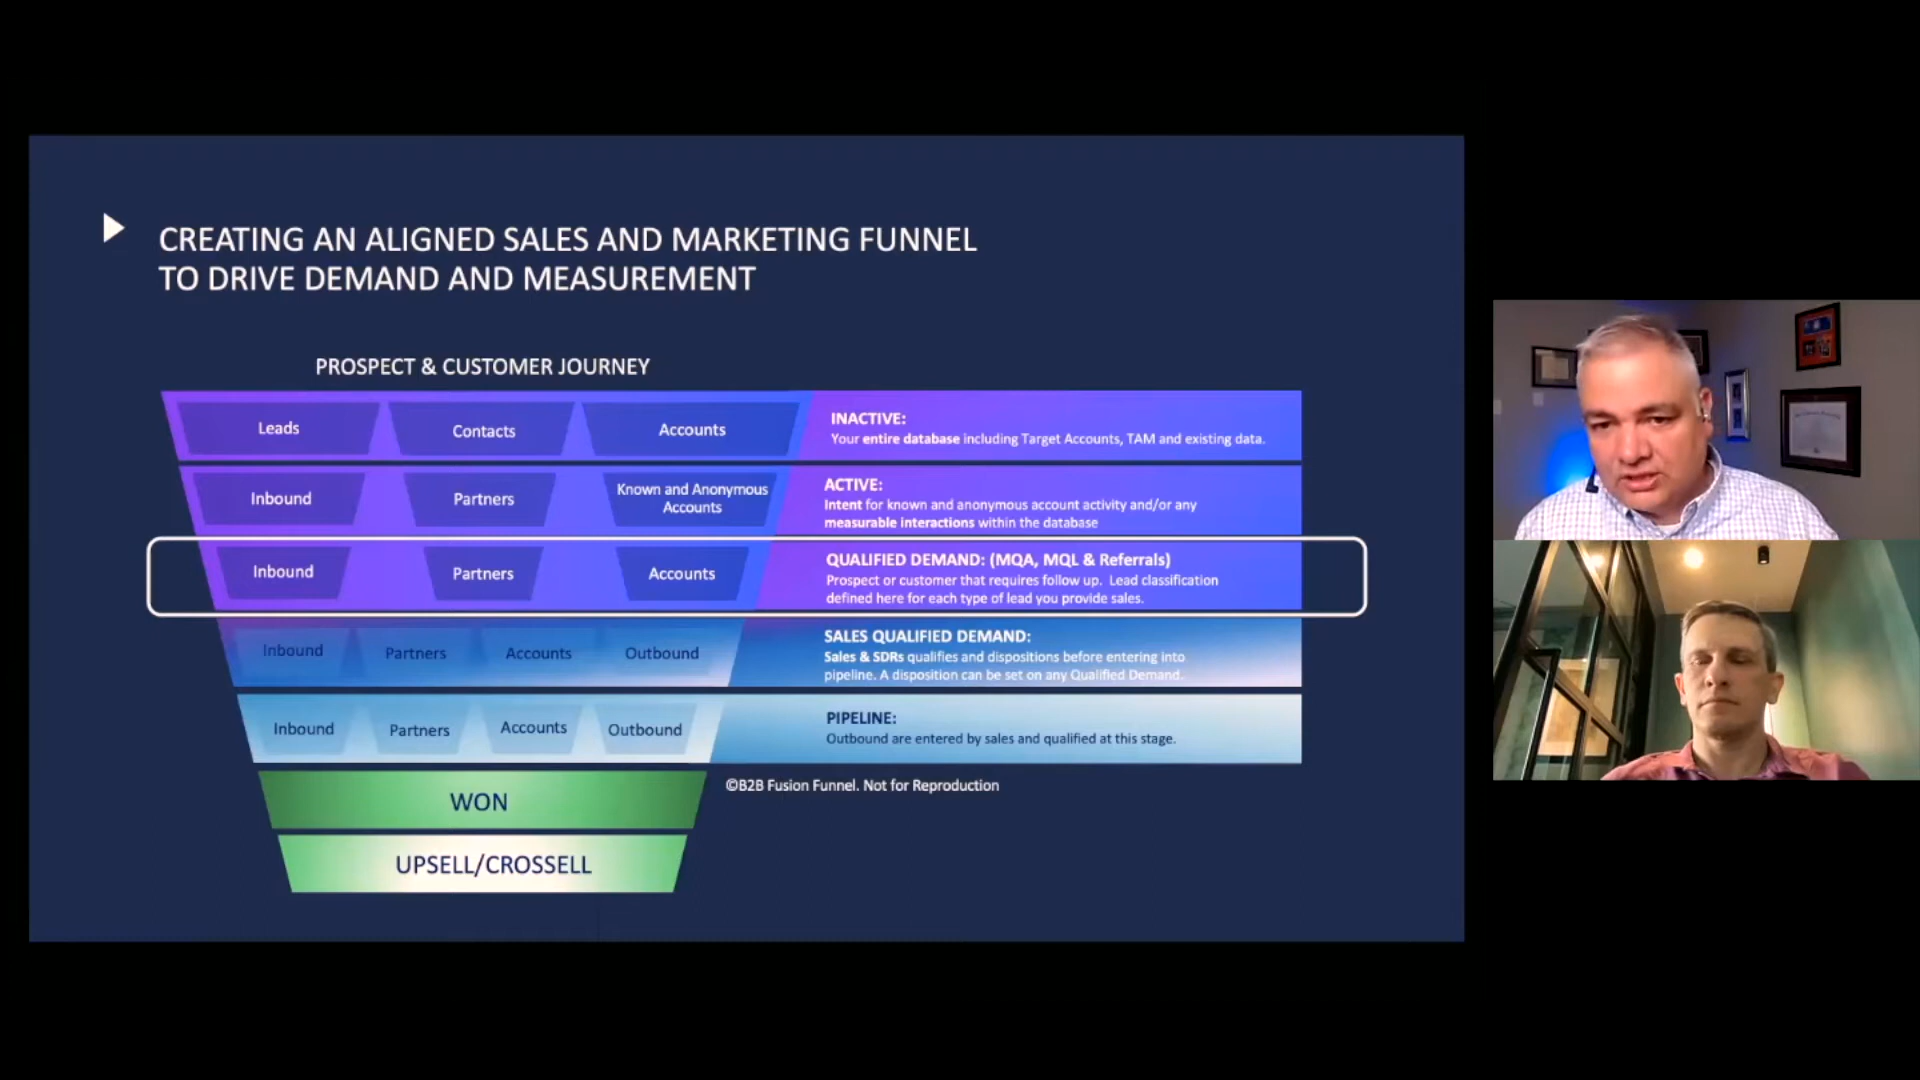 CREATING AN ALIGNED SALES AND MARKETING FUNNEL
TO DRIVE DEMAND AND MEASUREMENT
PROSPECT & CUSTOMER JOURNEY
Leads
Contacts
Accounts
INACTIVE:
Your entire database including Target Accounts, TAM and existing data.
Inbound
Partners
Known and Anonymous
Accounts
ACTIVE:
Intent for known and anonymous account activity and/or any
measurable interactions within the database
Inbound
Partners
Accounts
QUALIFIED DEMAND: (MQA, MQL & Referrals)
Prospect or customer that requires follow up. Lead classification
defined here for each type of lead you provide sales.
Inbound
Partners
Accounts
Outbound
SALES QUALIFIED DEMAND:
Sales & SDRs qualifies and dispositions before entering into
pipeline. A disposition can be set on any Qualified Demand.
Inbound
Partners
Accounts
Outbound
PIPELINE:
Outbound are entered by sales and qualified at this stage.
WON
©B2B Fusion Funnel. Not for Reproduction
UPSELL/CROSSELL